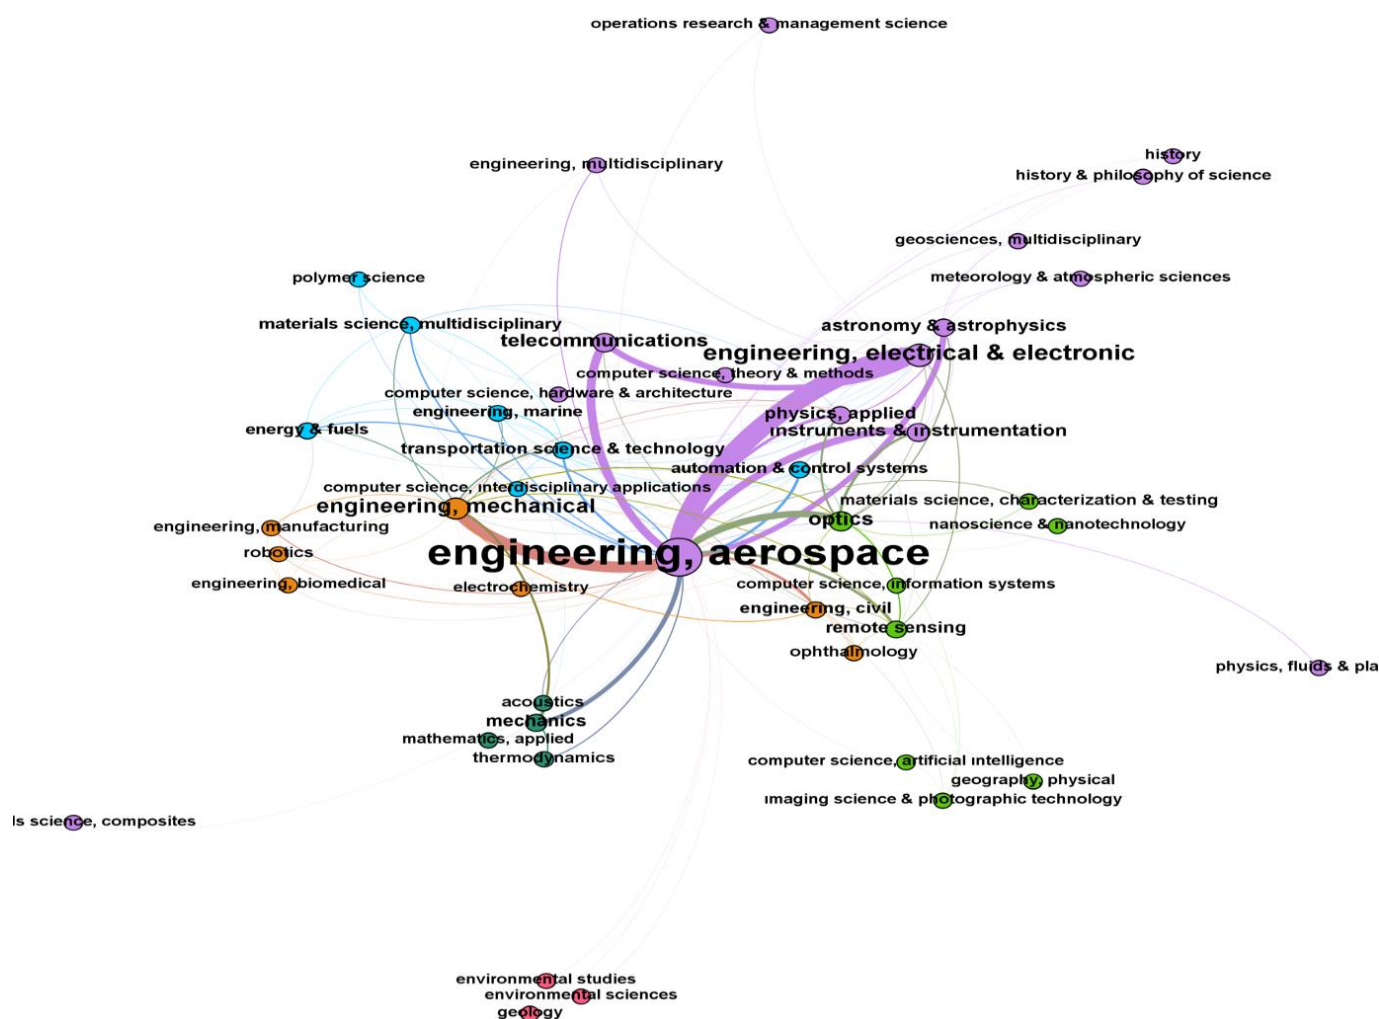 operations research & management science
history
engineering, multidisciplinary
history & philosophy of science
geosciences, multidisciplinary
polymer science
meteorology & atmospheric sciences
materials science, multidisciplinary
astronomy & astrophysics
telecommunications
engineering, electrical & electronic
computer science, theory & methods
computer science, hardware & architecture
engineering, marine
physics, applied
energy & fuels
instruments & instrumentation
transportation science & technology
automation & control systems
computer science, interdisciplinary applications
materials science, characterization & testing
engineering, mechanical
optics
nanoscience & nanotechnology
engineering, manufacturing
robotics
engineering, aerospace
engineering, biomedical
electrochemistry
computer science, information systems
engineering, civil
remote sensing
ophthalmology
physics, fluids & pla
acoustics
mechanics
mathematics, applied
thermodynamics
computer science, artificial intelligence
geography, physical
imaging science & photographic technology
ls science, composites
environmental studies
environmental sciences
geology